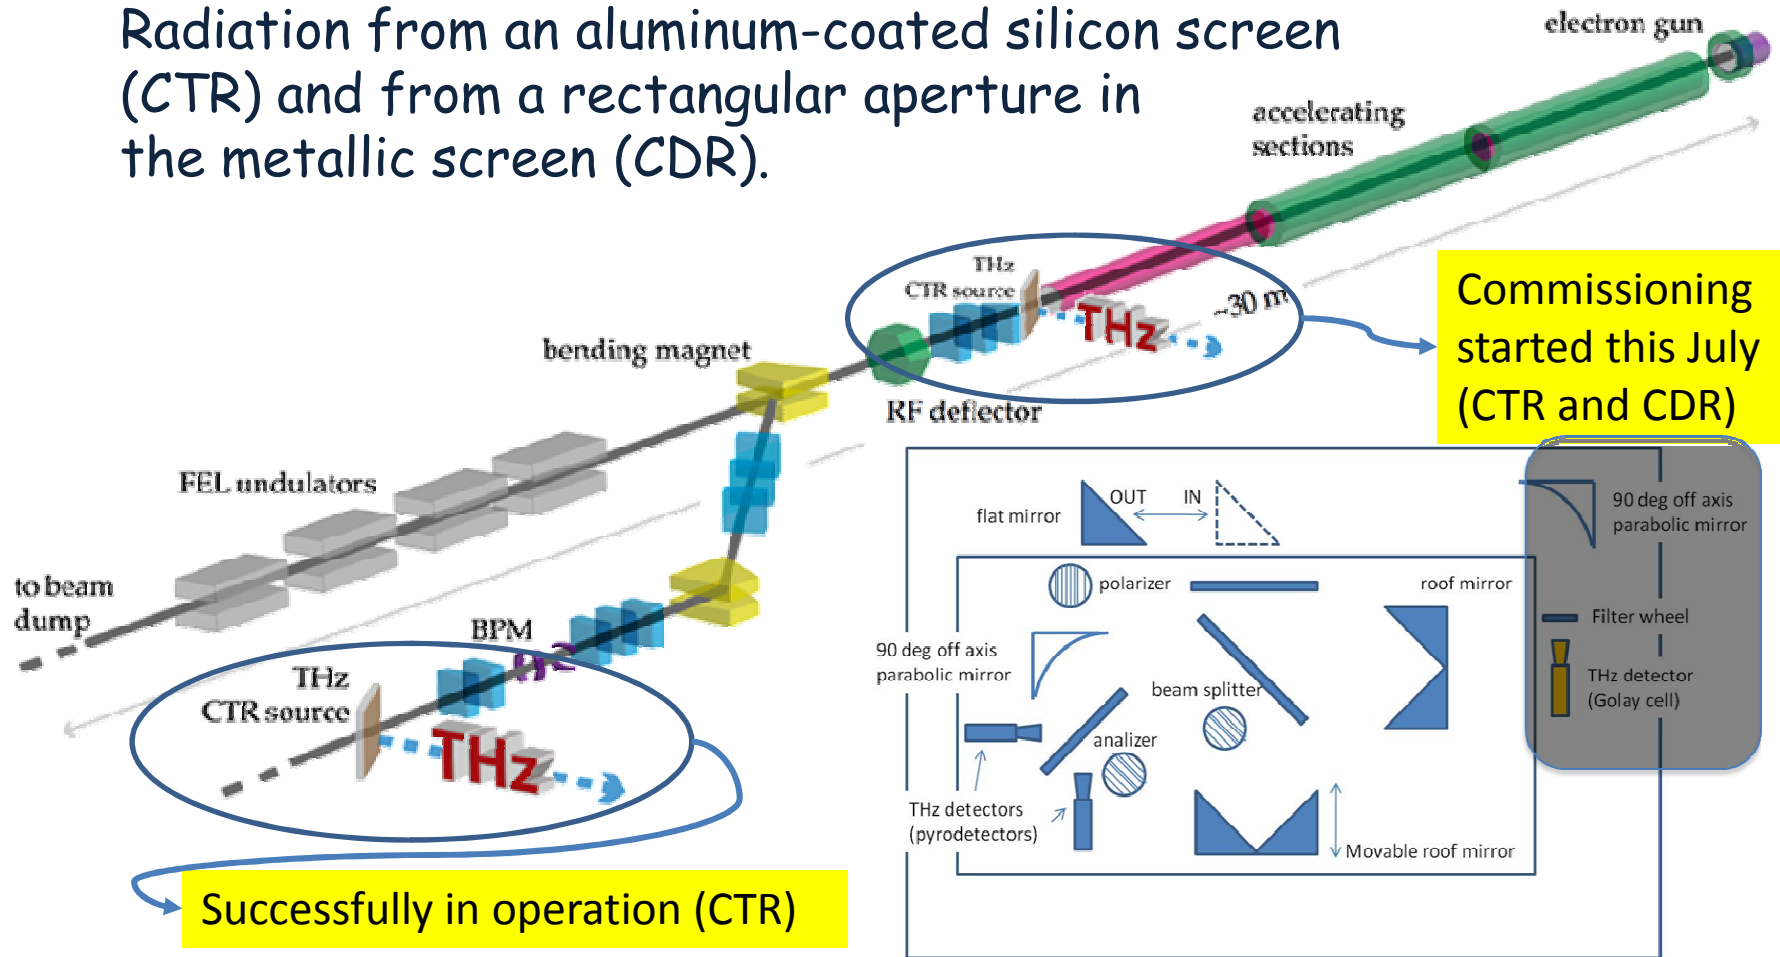 Radiation from an aluminum-coated silicon screen
(CTR) and from a rectangular aperture in
the metallic screen (CDR).
electron gun
accelerating
sections
THz
CTR source
THz
~30 m
Commissioning
started this July
(CTR and CDR)
bending magnet
RF deflector
FEL undulators
to beam
dump
BPM
THz
CTR source
THz
Successfully in operation (CTR)
flat mirror
OUT
IN
90 deg off axis
parabolic mirror
polarizer
roof mirror
Filter wheel
90 deg off axis
parabolic mirror
beam splitter
THz detector
(Golay cell)
analizer
THz detectors
(pyrodetectors)
Movable roof mirror